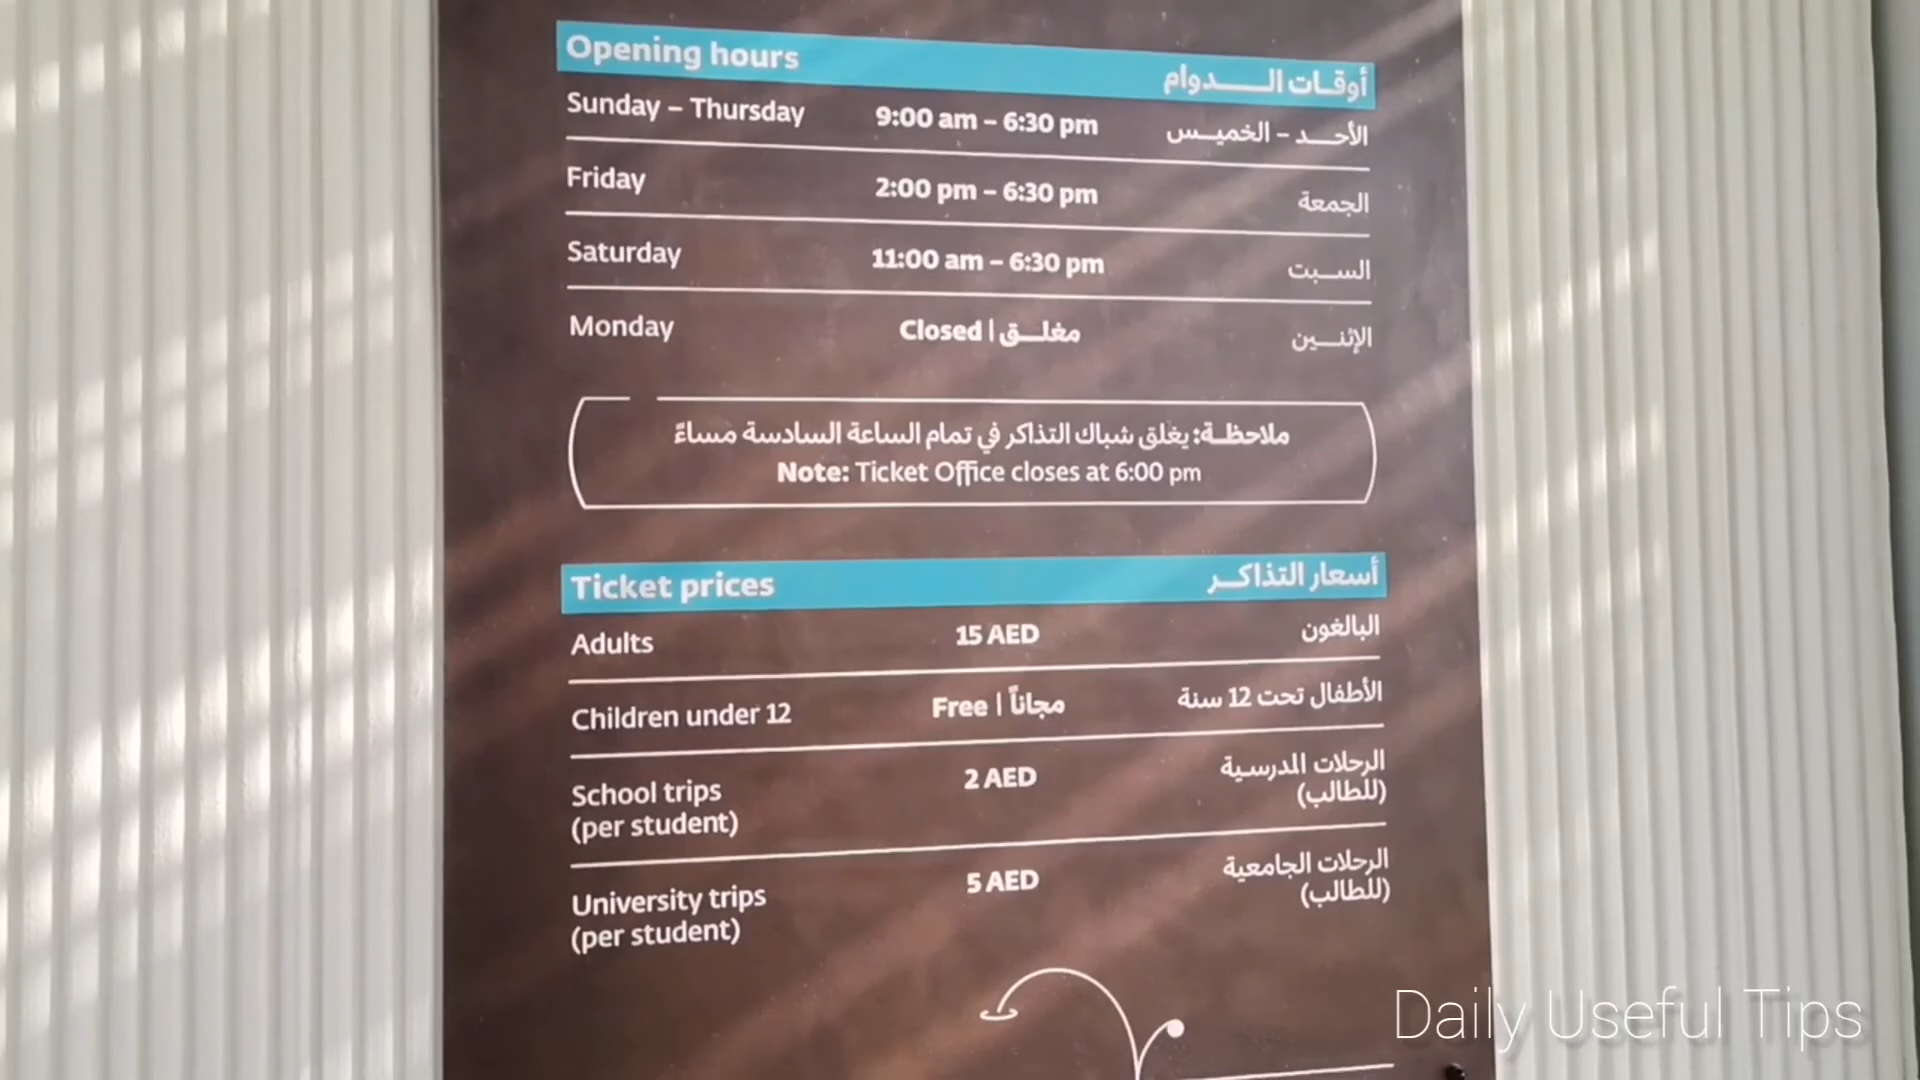 Opening hours أوقـات الـــدوام
Sunday – Thursday 9:00 am – 6:30 pm الأحـــد – الخميـــس
Friday 2:00 pm – 6:30 pm الجمعة
Saturday 11:00 am – 6:30 pm الســـبت
Monday Closed | مغلـــق الإثنـــين
ملاحظـة: يغلق شباك التذاكر في تمام الساعة السادسة مساءً
Note: Ticket Office closes at 6:00 pm
Ticket prices أسعار التذاكـــر
Adults 15 AED البالغون
Children under 12 Free | مجاناً الأطفال تحت 12 سنة
School trips 2 AED الرحلات المدرسية
(per student) (للطالب)
University trips 5 AED الرحلات الجامعية
(per student) (للطالب)
Daily Useful Tips